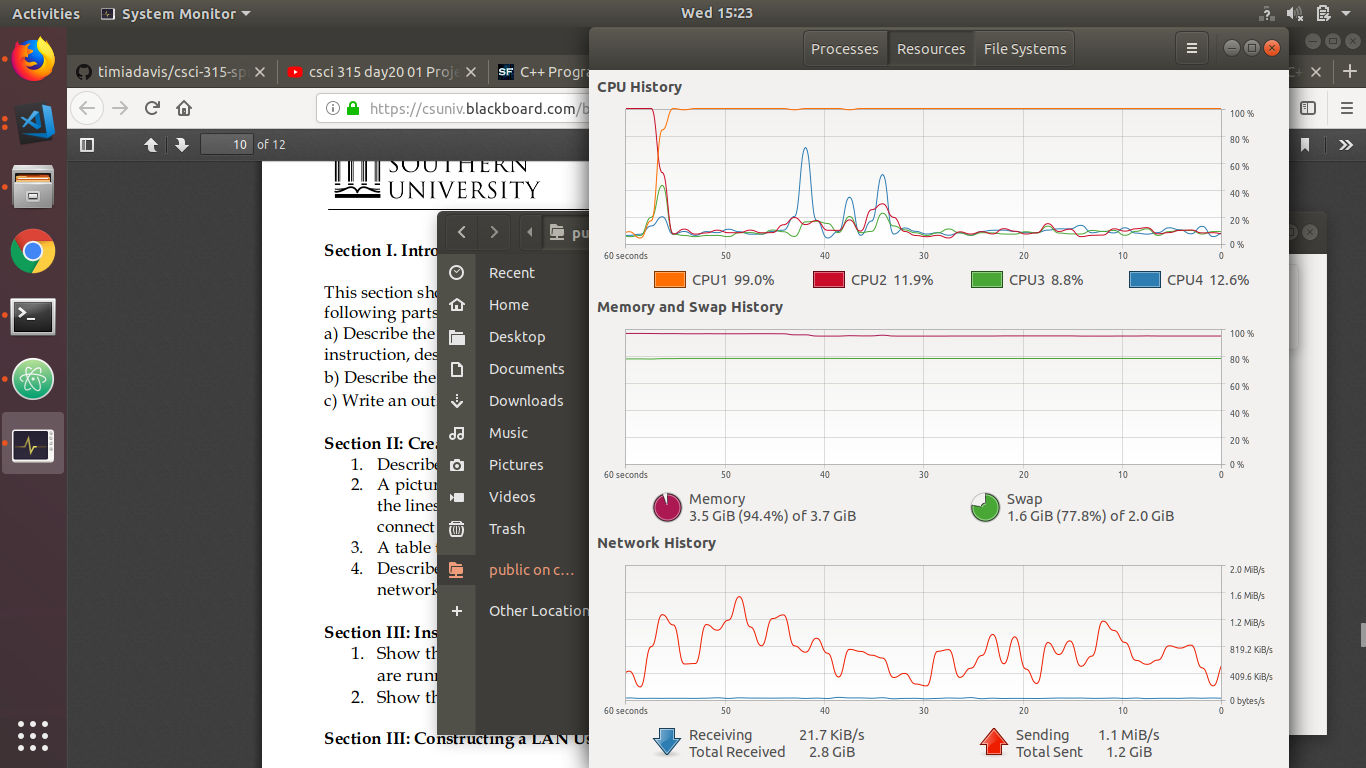 Activities System Monitor Wed 15:23
timiadavis/csci-315-sp
csci 315 day20 01 Proje
SF C++ Progra
https://csuniv.blackboard.com/b
10 of 12
SOUTHERN
UNIVERSITY
Section I. Intro
This section sho
following parts
a) Describe the
instruction, des
b) Describe the
c) Write an out
Section II: Crea
1. Describe
2. A pictur
the lines
connect
3. A table t
4. Describe
network
Section III: Ins
1. Show th
are runn
2. Show th
Section III: Constructing a LAN Us
pu
Recent
Home
Desktop
Documents
Downloads
Music
Pictures
Videos
Trash
public on c...
Other Location
Processes Resources File Systems
CPU History
100 %
80 %
60 %
40 %
20 %
0 %
60 seconds 50 40 30 20 10 0
CPU1 99.0% CPU2 11.9% CPU3 8.8% CPU4 12.6%
Memory and Swap History
100 %
80 %
60 %
40 %
20 %
0 %
60 seconds 50 40 30 20 10 0
Memory
3.5 GiB (94.4%) of 3.7 GiB
Swap
1.6 GiB (77.8%) of 2.0 GiB
Network History
2.0 MiB/s
1.6 MiB/s
1.2 MiB/s
819.2 KiB/s
409.6 KiB/s
0 bytes/s
60 seconds 50 40 30 20 10 0
Receiving 21.7 KiB/s
Total Received 2.8 GiB
Sending 1.1 MiB/s
Total Sent 1.2 GiB